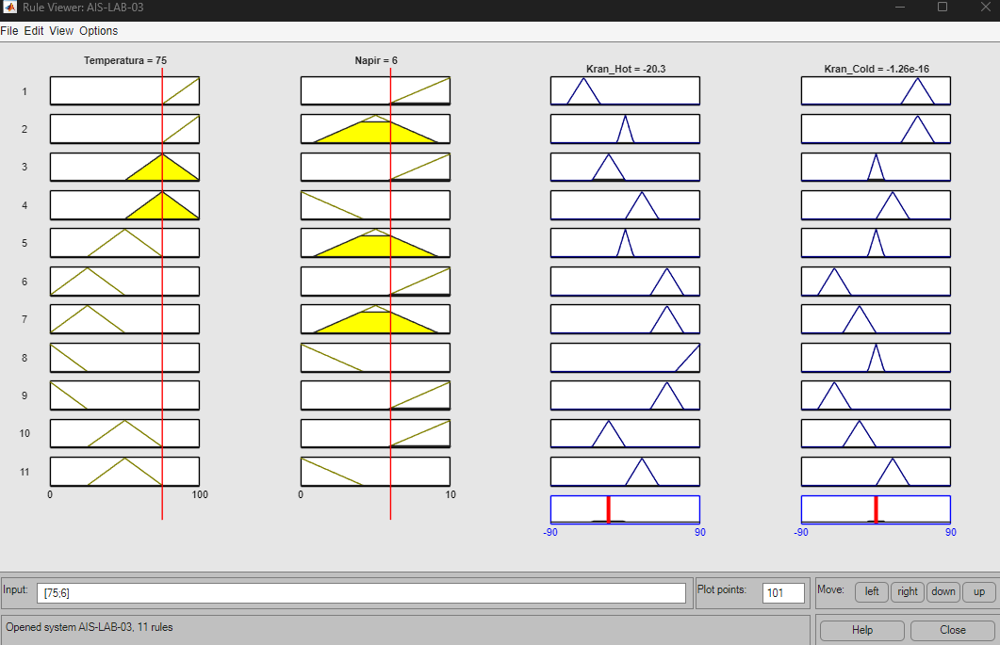 Rule Viewer: AIS-LAB-03
File Edit View Options
Temperatura = 75
Napir = 6
Kran_Hot = -20.3
Kran_Cold = -1.26e-16
1
2
3
4
5
6
7
8
9
10
11
0 100
0 10
-90 90
-90 90
Input: [75;6]
Plot points: 101
Move: left right down up
Opened system AIS-LAB-03, 11 rules
Help Close